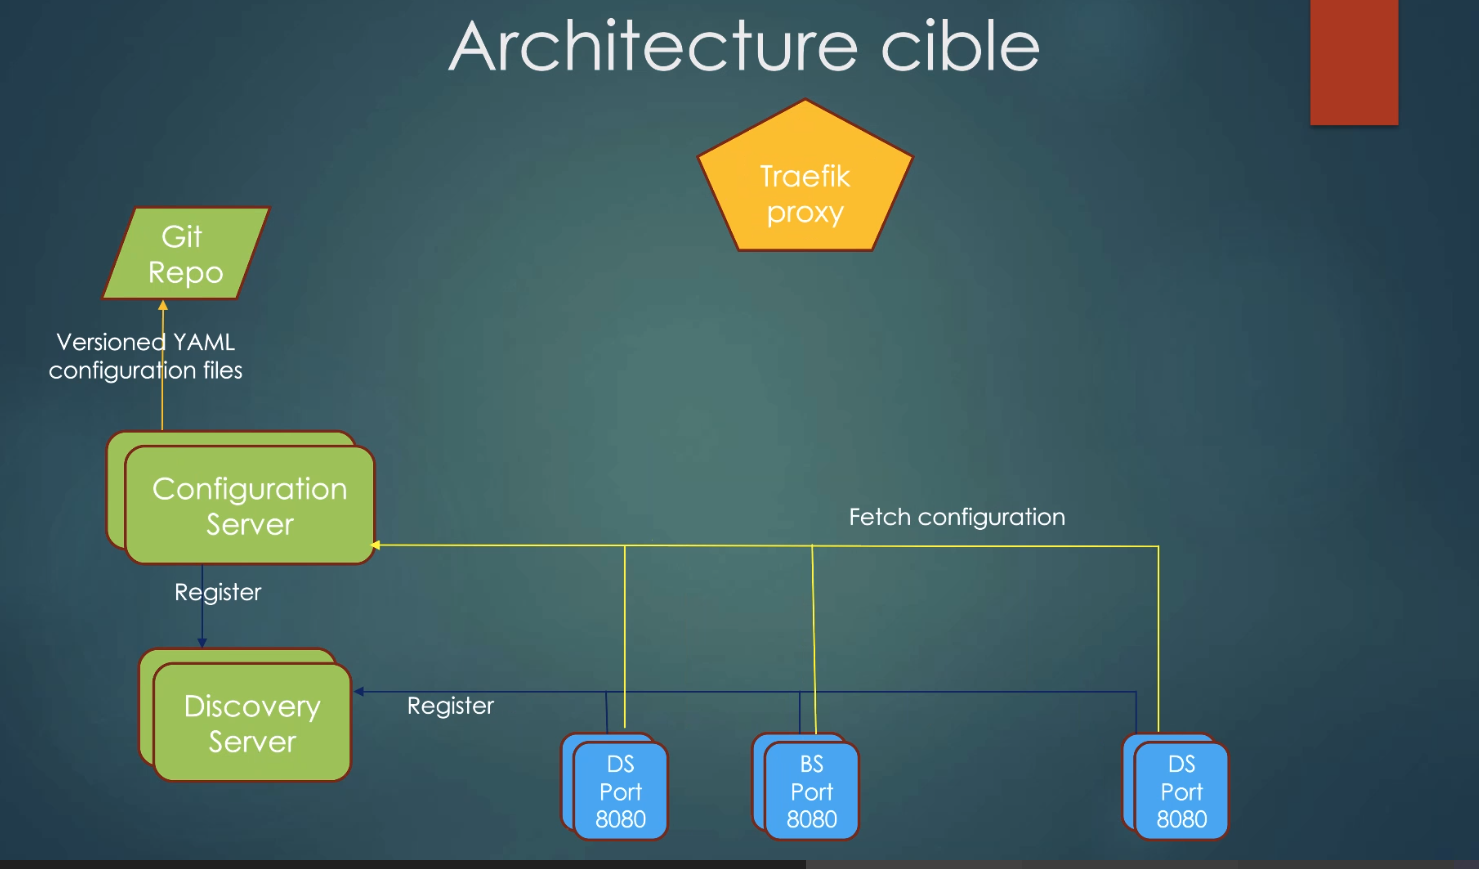 Architecture cible
Traefik
proxy
Git
Repo
Versioned YAML
configuration files
Configuration
Server
Fetch configuration
Register
Discovery
Server
Register
DS
Port
8080
BS
Port
8080
DS
Port
8080